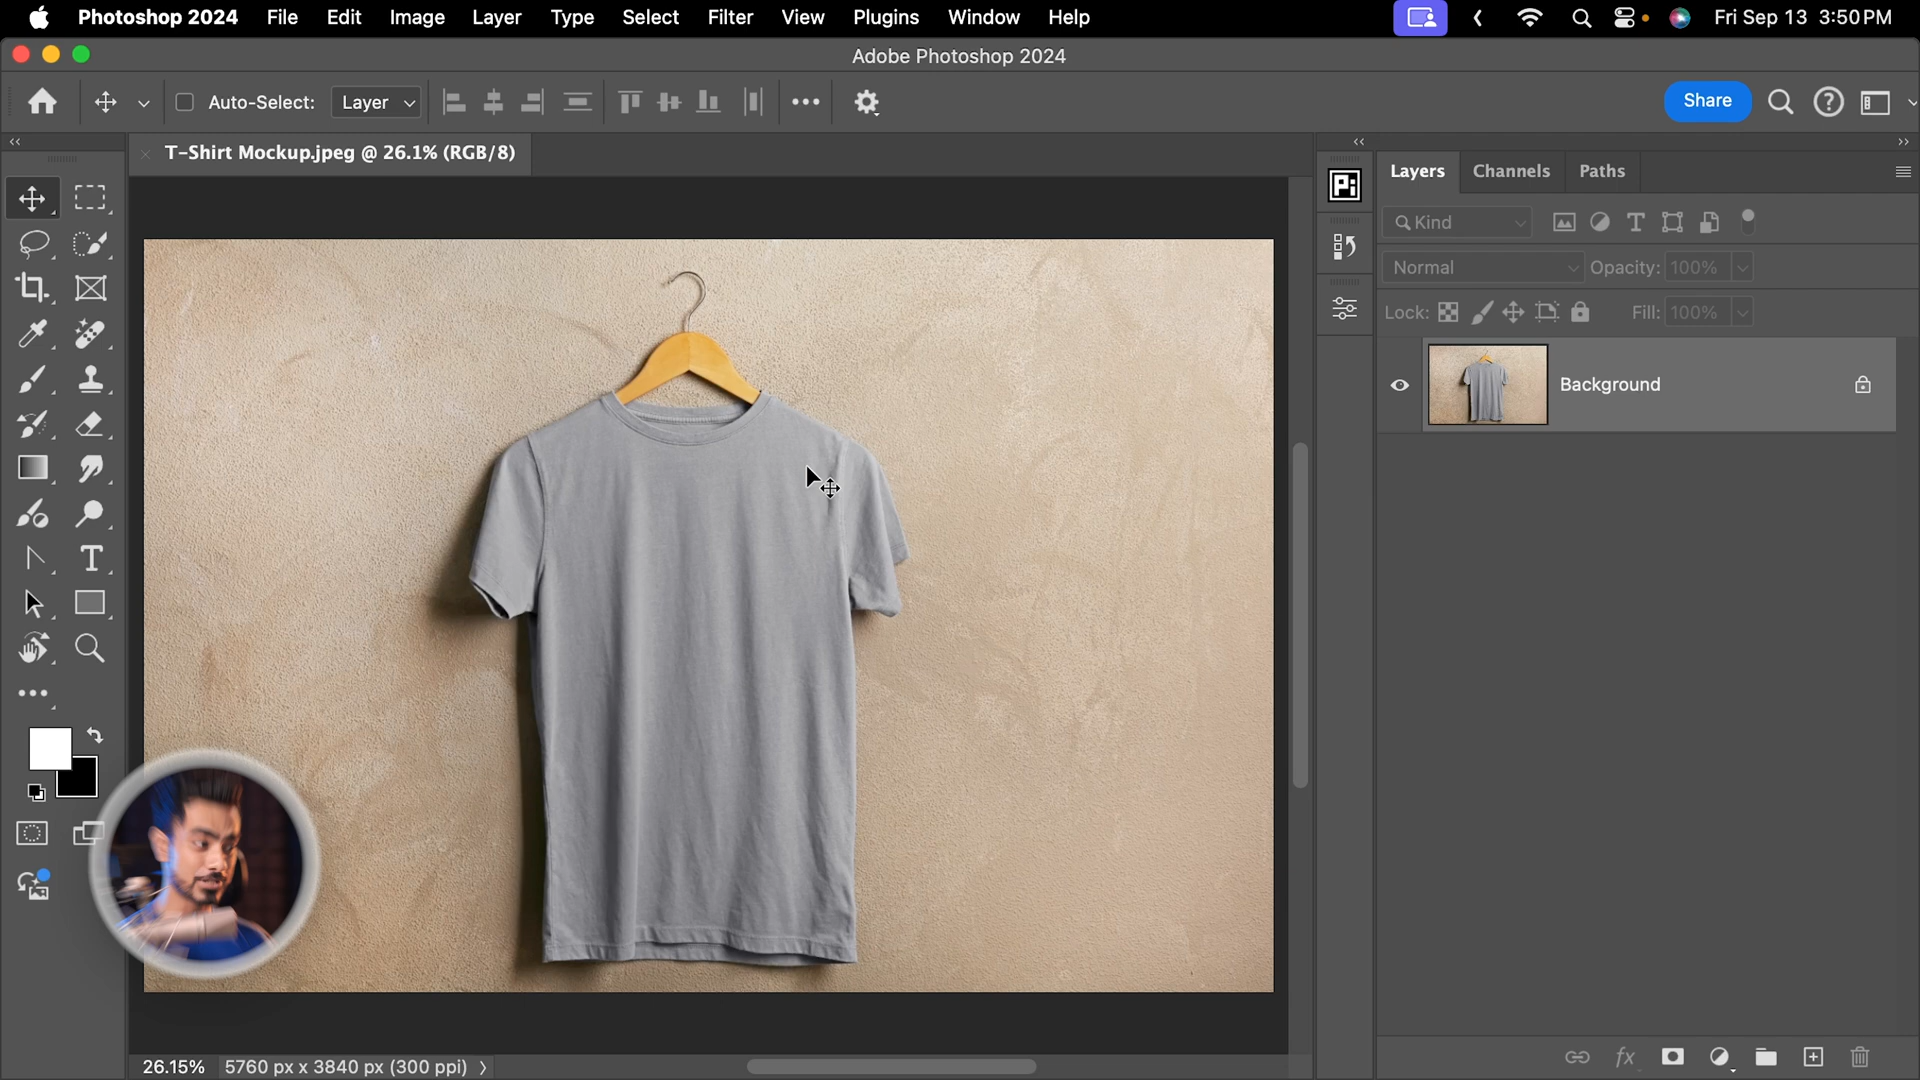 Photoshop 2024 File Edit Image Layer Type Select Filter View Plugins Window Help Fri Sep 13 3:50 PM
Adobe Photoshop 2024
Auto-Select: Layer Share
T-Shirt Mockup.jpeg @ 26.1% (RGB/8)
Layers Channels Paths
Kind
Normal Opacity: 100%
Lock: Fill: 100%
Background
26.15% 5760 px x 3840 px (300 ppi)